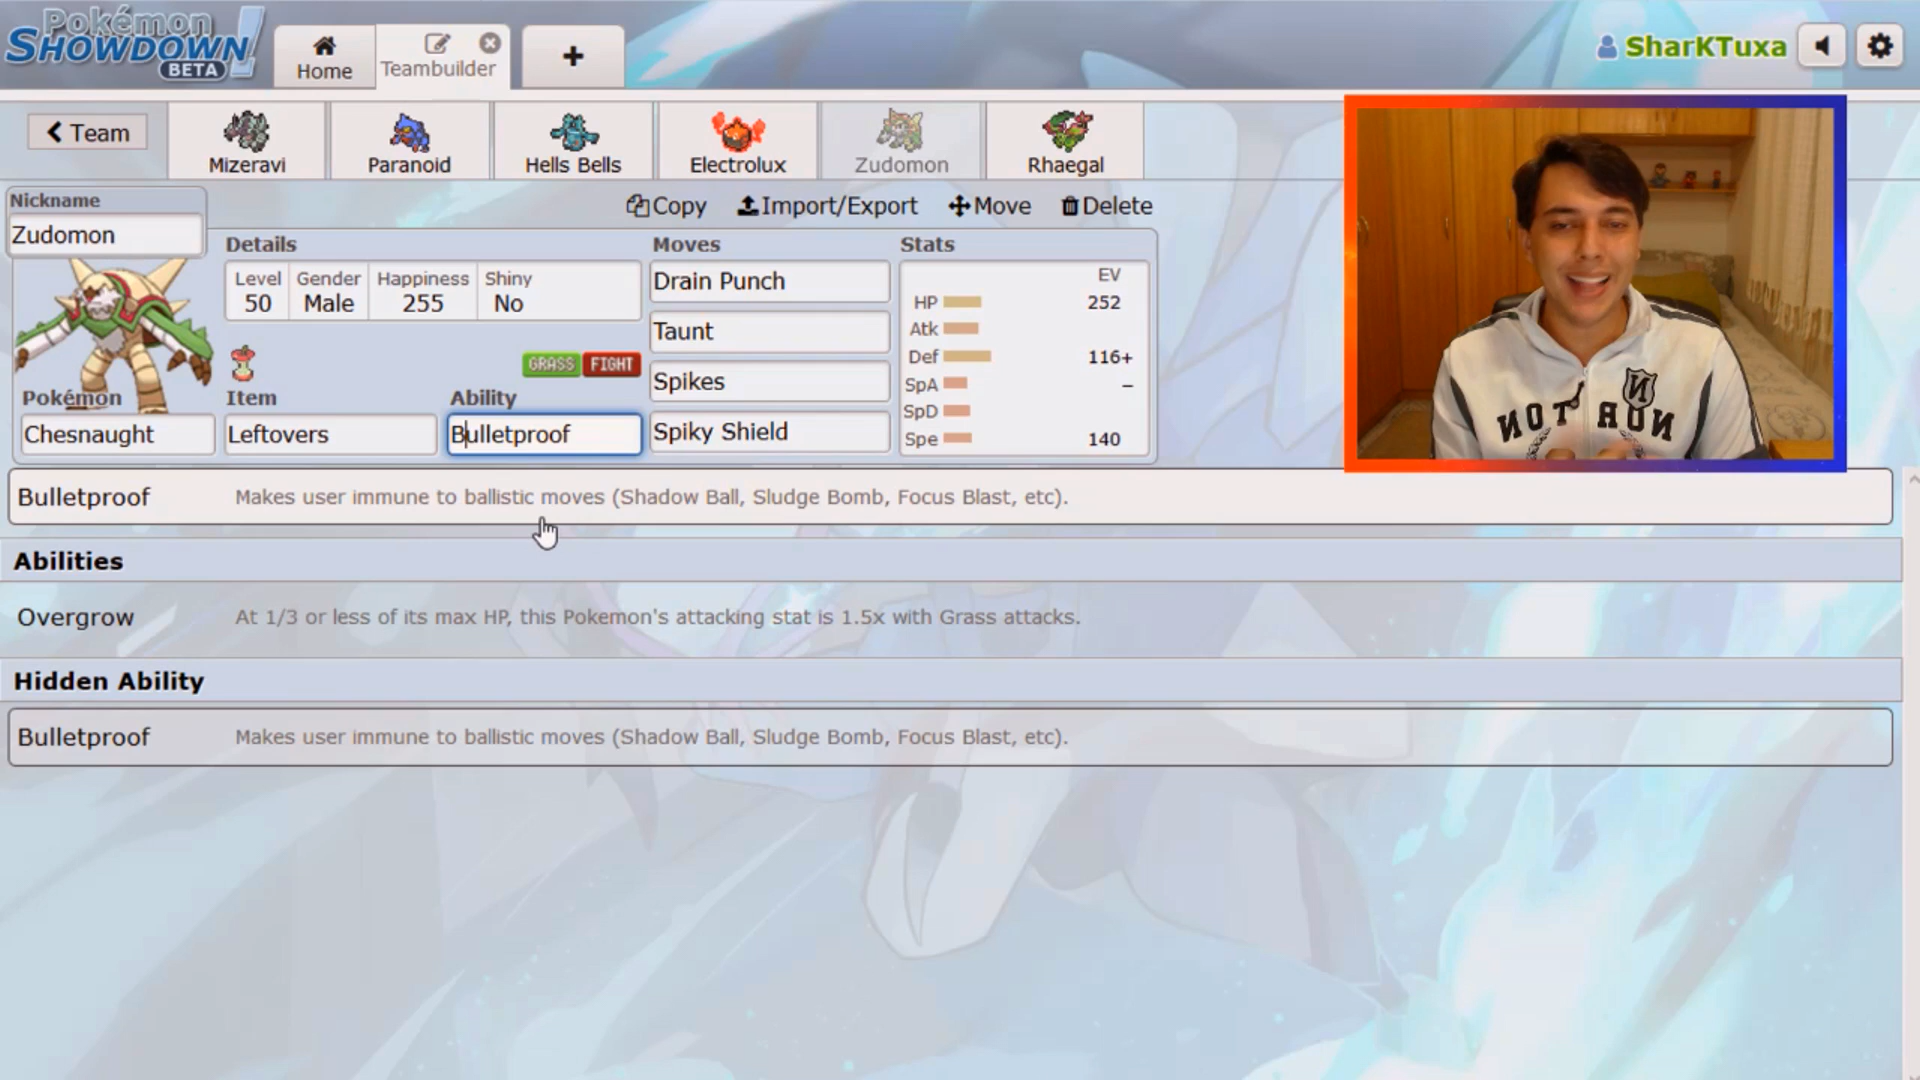 Pokémon
SHOWDOWN!
BETA
Home
Teambuilder
+
SharKTuxa
Team
Mizeravi
Paranoid
Hells Bells
Electrolux
Zudomon
Rhaegal
Nickname
Zudomon
Copy
Import/Export
Move
Delete
Details
Moves
Stats
Level
50
Gender
Male
Happiness
255
Shiny
No
Drain Punch
Taunt
Spikes
Spiky Shield
EV
HP 252
Atk
Def 116+
SpA –
SpD
Spe 140
GRASS FIGHT
Pokémon
Chesnaught
Item
Leftovers
Ability
Bulletproof
Bulletproof Makes user immune to ballistic moves (Shadow Ball, Sludge Bomb, Focus Blast, etc).
Abilities
Overgrow At 1/3 or less of its max HP, this Pokemon's attacking stat is 1.5x with Grass attacks.
Hidden Ability
Bulletproof Makes user immune to ballistic moves (Shadow Ball, Sludge Bomb, Focus Blast, etc).